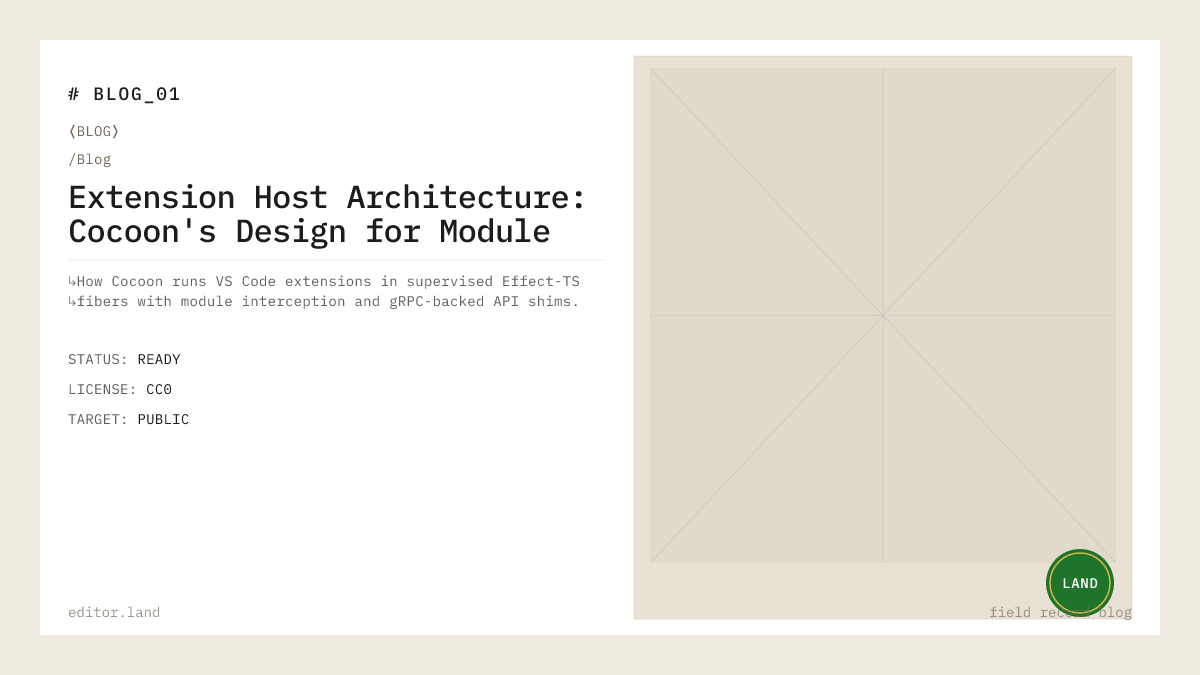 # BLOG_01
⟨BLOG⟩
/Blog
Extension Host Architecture:
Cocoon's Design for Module
↳How Cocoon runs VS Code extensions in supervised Effect-TS
↳fibers with module interception and gRPC-backed API shims.
STATUS: READY
LICENSE: CC0
TARGET: PUBLIC
LAND
editor.land
field record blog